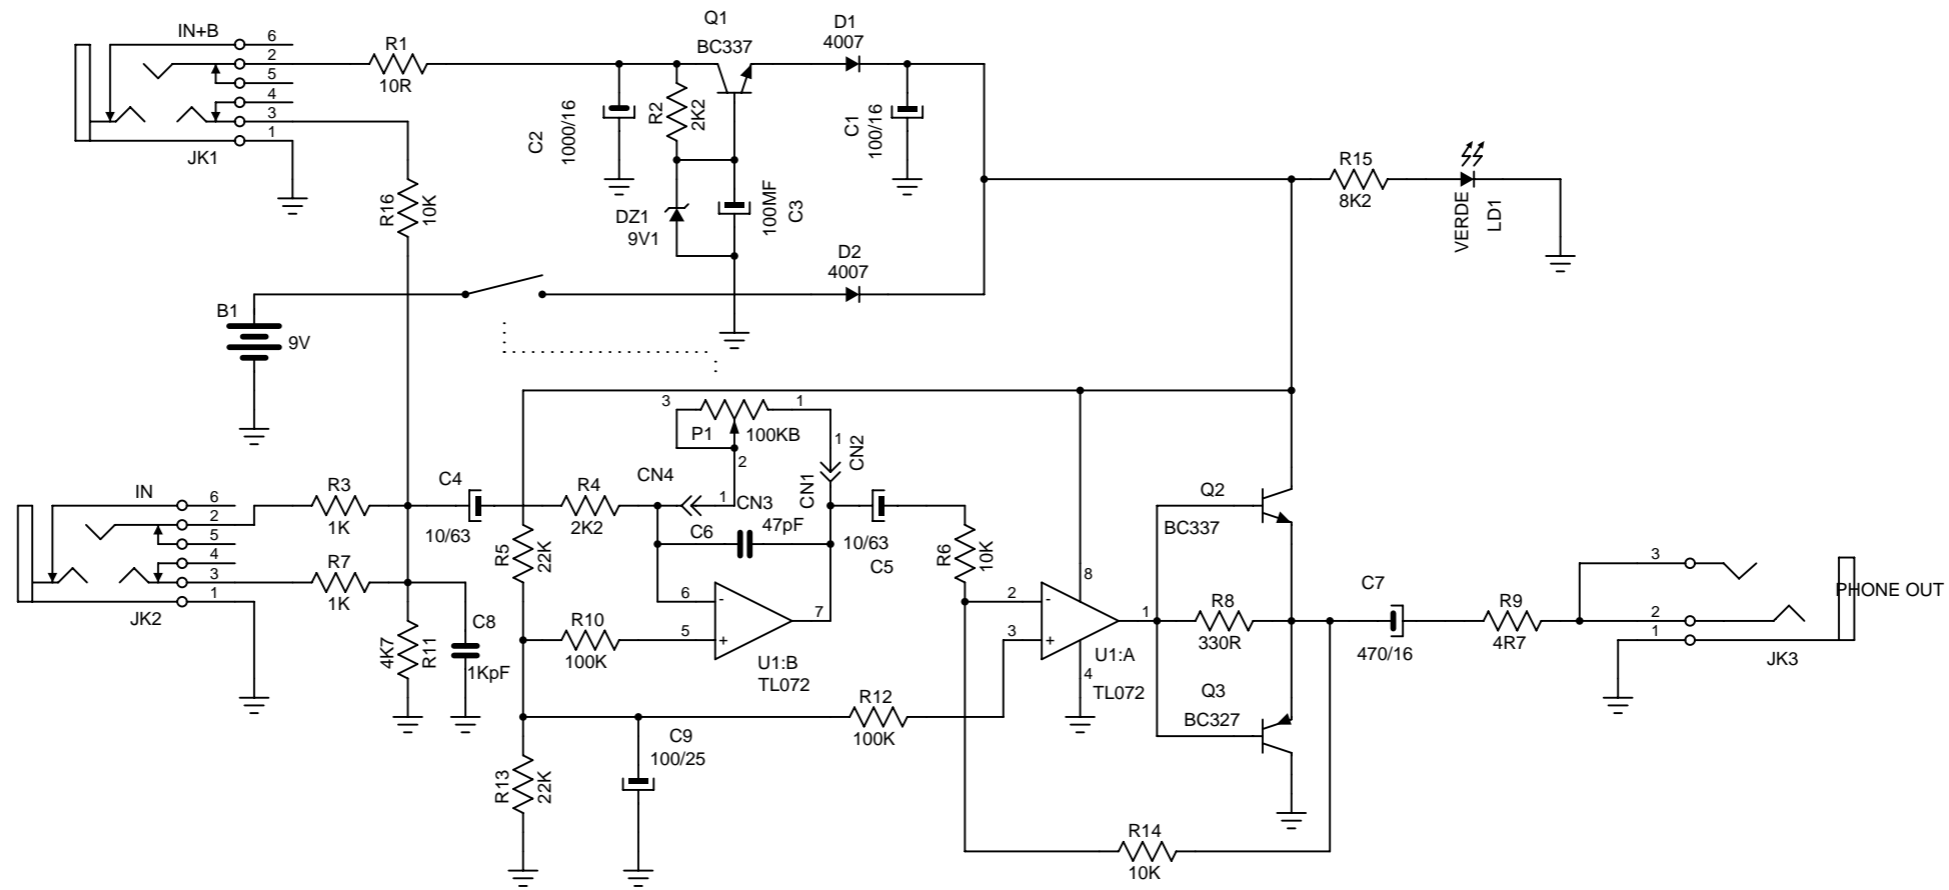 IN+B
6
2
5
4
3
1
JK1
R1
10R
Q1
BC337
D1
4007
C2
1000/16
R2
2K2
C1
100/16
DZ1
9V1
100MF
C3
R15
8K2
VERDE
LD1
R16
10K
D2
4007
B1
9V
3
1
P1
100KB
2
1
CN2
CN4
1
CN3
CN1
IN
6
2
5
4
3
1
JK2
R3
1K
R7
1K
C4
10/63
R4
2K2
C6
47pF
10/63
C5
R5
22K
R6
10K
4K7
R11
C8
1KpF
R10
100K
6
5
7
-
+
U1:B
TL072
2
3
8
1
4
-
+
U1:A
TL072
Q2
BC337
R8
330R
Q3
BC327
C7
470/16
R9
4R7
3
2
1
PHONE OUT
JK3
R12
100K
C9
100/25
R13
22K
R14
10K